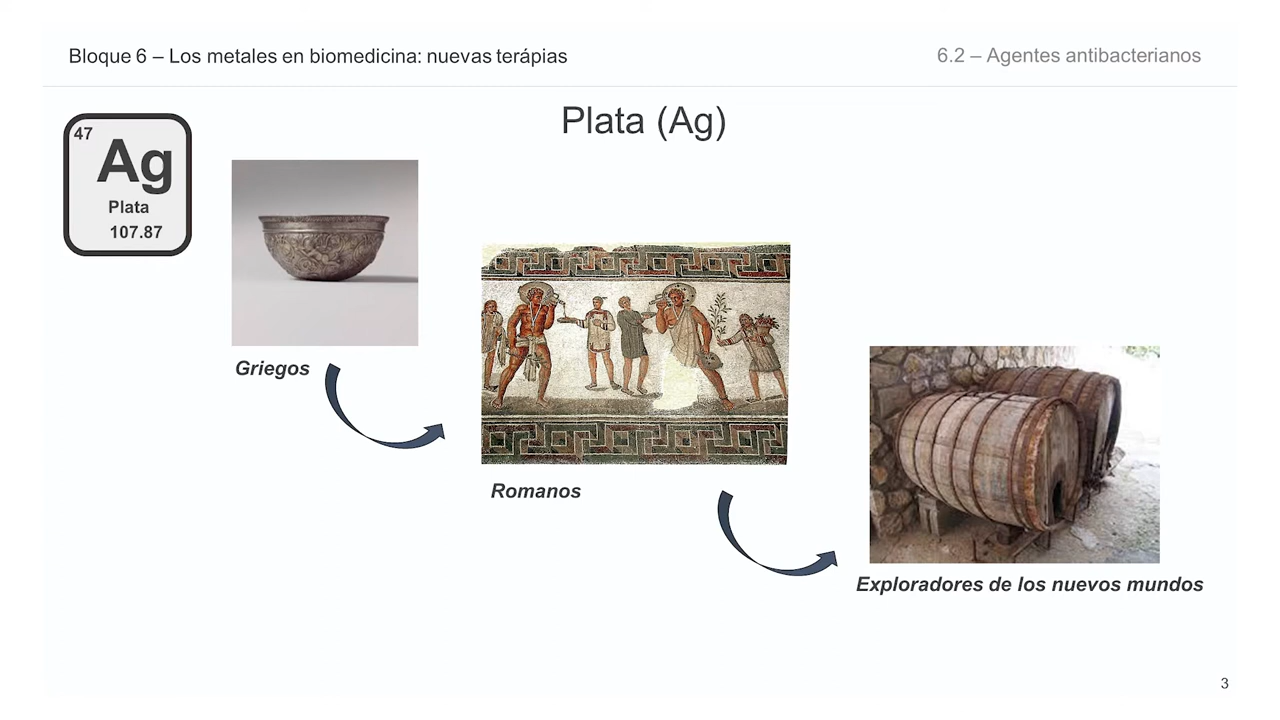 Bloque 6 – Los metales en biomedicina: nuevas terápias
6.2 – Agentes antibacterianos
Plata (Ag)
47
Ag
Plata
107.87
Griegos
Romanos
Exploradores de los nuevos mundos
3